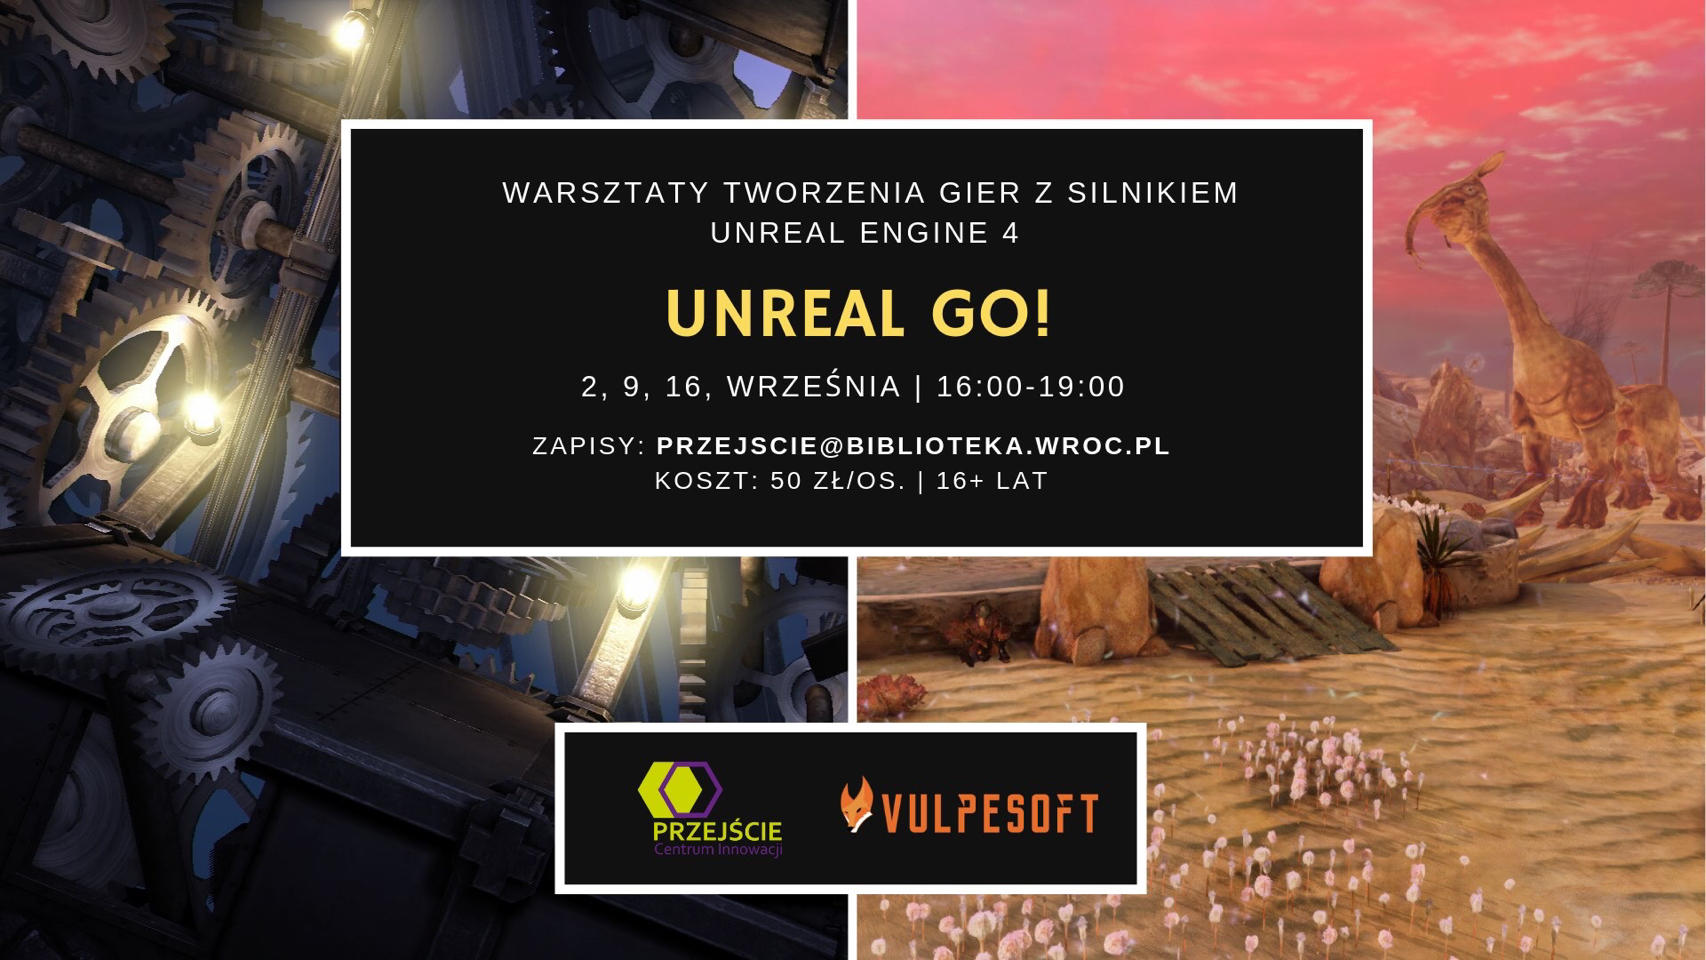 WARSZTATY TWORZENIA GIER Z SILNIKIEM
UNREAL ENGINE 4
UNREAL GO!
2, 9, 16, WRZEŚNIA | 16:00-19:00
ZAPISY: PRZEJSCIE@BIBLIOTEKA.WROC.PL
KOSZT: 50 ZŁ/OS. | 16+ LAT
PRZEJŚCIE
Centrum Innowacji
VULPESOFT